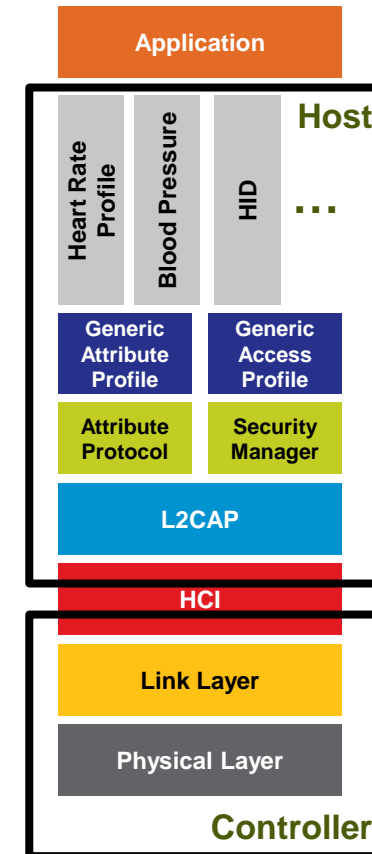 Application
Host
Heart Rate
Profile
Blood Pressure
HID
...
Generic
Attribute
Profile
Generic
Access
Profile
Attribute
Protocol
Security
Manager
L2CAP
HCI
Link Layer
Physical Layer
Controller